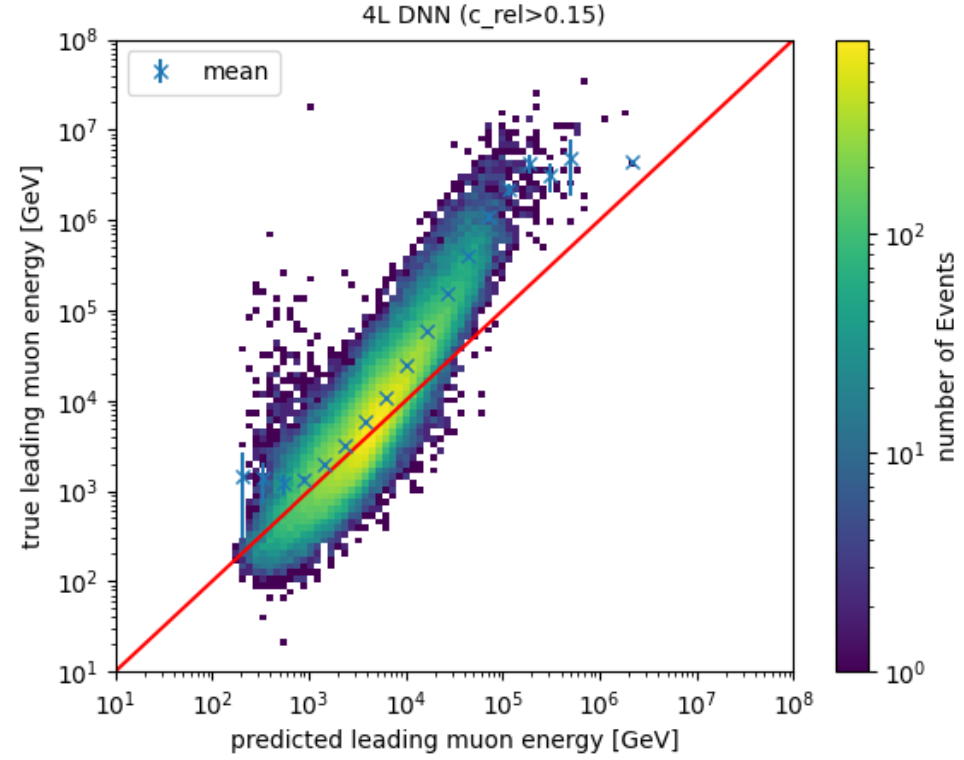 4L DNN (c_rel>0.15)
mean
true leading muon energy [GeV]
10^8
10^7
10^6
10^5
10^4
10^3
10^2
10^1
10^1 10^2 10^3 10^4 10^5 10^6 10^7 10^8
predicted leading muon energy [GeV]
10^2
10^1
10^0
number of Events